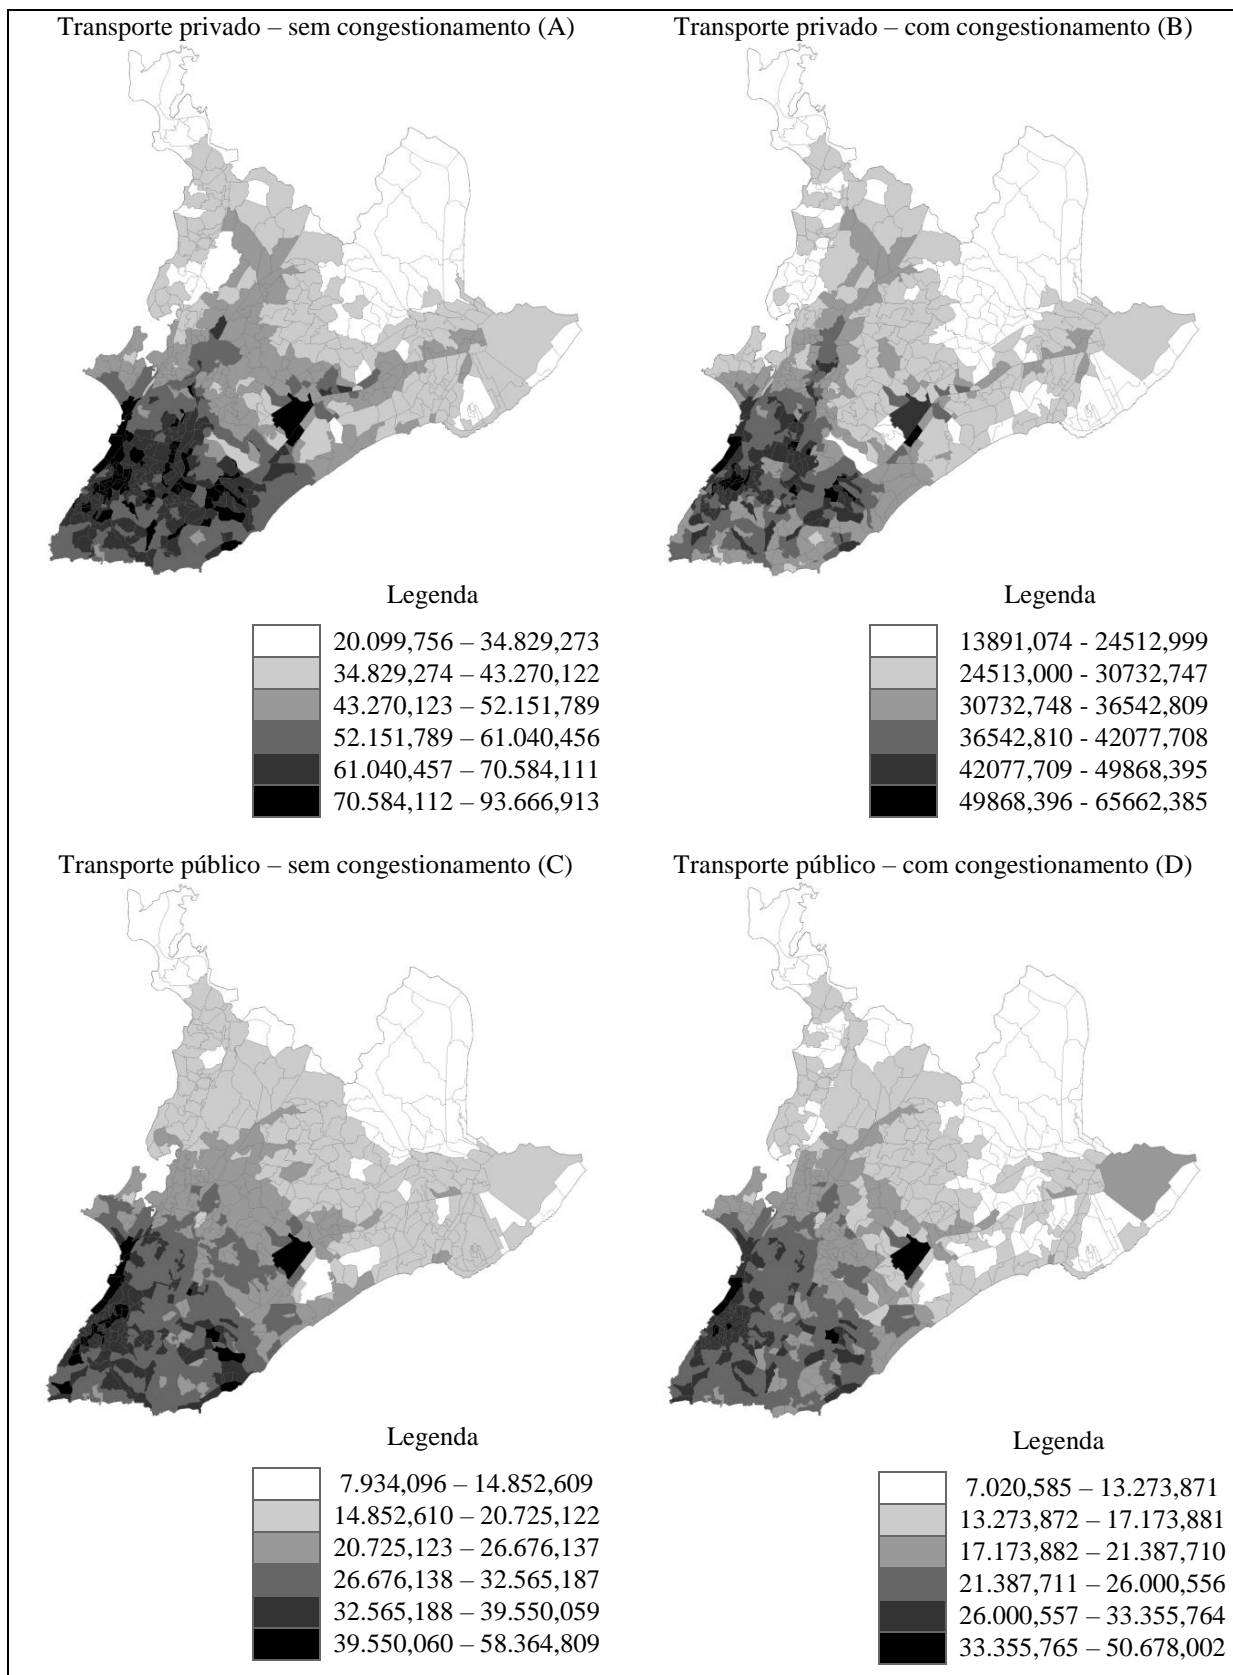 Transporte privado – sem congestionamento (A)
Transporte privado – com congestionamento (B)
Legenda
20.099,756 – 34.829,273
34.829,274 – 43.270,122
43.270,123 – 52.151,789
52.151,789 – 61.040,456
61.040,457 – 70.584,111
70.584,112 – 93.666,913
Legenda
13891,074 - 24512,999
24513,000 - 30732,747
30732,748 - 36542,809
36542,810 - 42077,708
42077,709 - 49868,395
49868,396 - 65662,385
Transporte público – sem congestionamento (C)
Transporte público – com congestionamento (D)
Legenda
7.934,096 – 14.852,609
14.852,610 – 20.725,122
20.725,123 – 26.676,137
26.676,138 – 32.565,187
32.565,188 – 39.550,059
39.550,060 – 58.364,809
Legenda
7.020,585 – 13.273,871
13.273,872 – 17.173,881
17.173,882 – 21.387,710
21.387,711 – 26.000,556
26.000,557 – 33.355,764
33.355,765 – 50.678,002